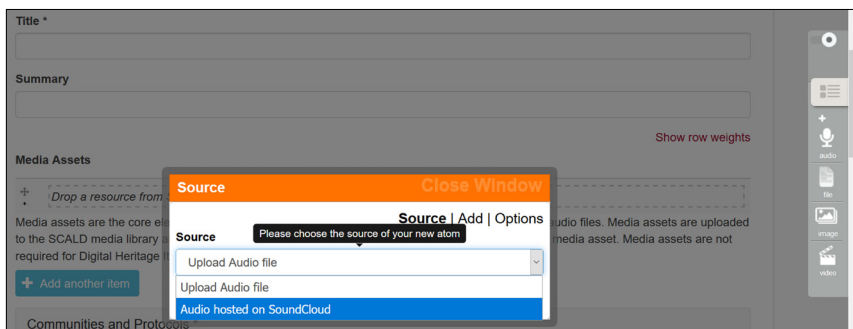 Title *
Summary
Show row weights
Media Assets
Drop a resource from
Media assets are the core ele
udio files. Media assets are uploaded
to the SCALD media library a
media asset. Media assets are not
required for Digital Heritage I
Add another item
Communities and Protocols *
Source
Close Window
Source | Add | Options
Source
Please choose the source of your new atom
Upload Audio file
Upload Audio file
Audio hosted on SoundCloud
audio
file
image
video